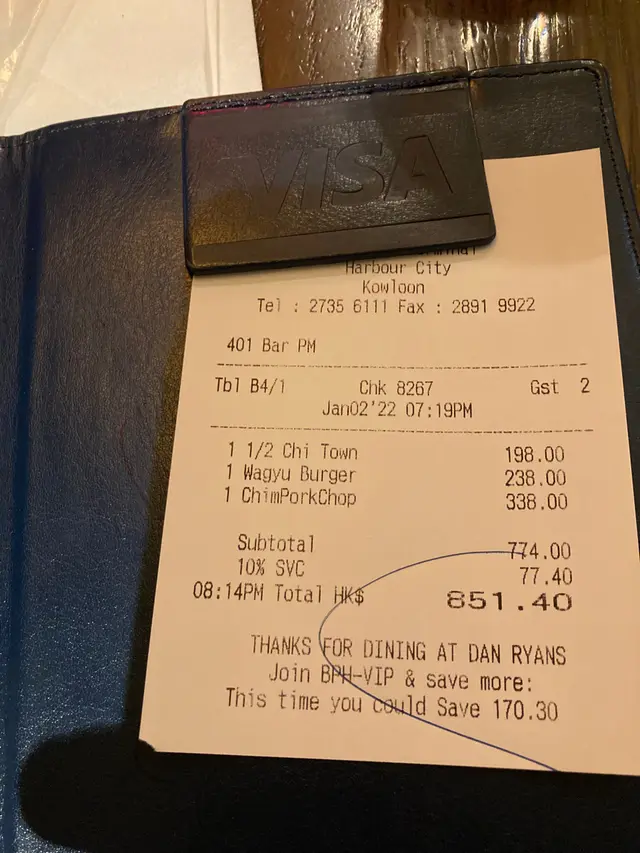 VISA
Harbour City
Kowloon
Tel : 2735 6111 Fax : 2891 9922
401 Bar PM
Tbl B4/1 Chk 8267 Gst 2
Jan02'22 07:19PM
1 1/2 Chi Town 198.00
1 Wagyu Burger 238.00
1 ChimPorkChop 338.00
Subtotal 774.00
10% SVC 77.40
08:14PM Total HK$ 851.40
THANKS FOR DINING AT DAN RYANS
Join BPH-VIP & save more:
This time you could Save 170.30